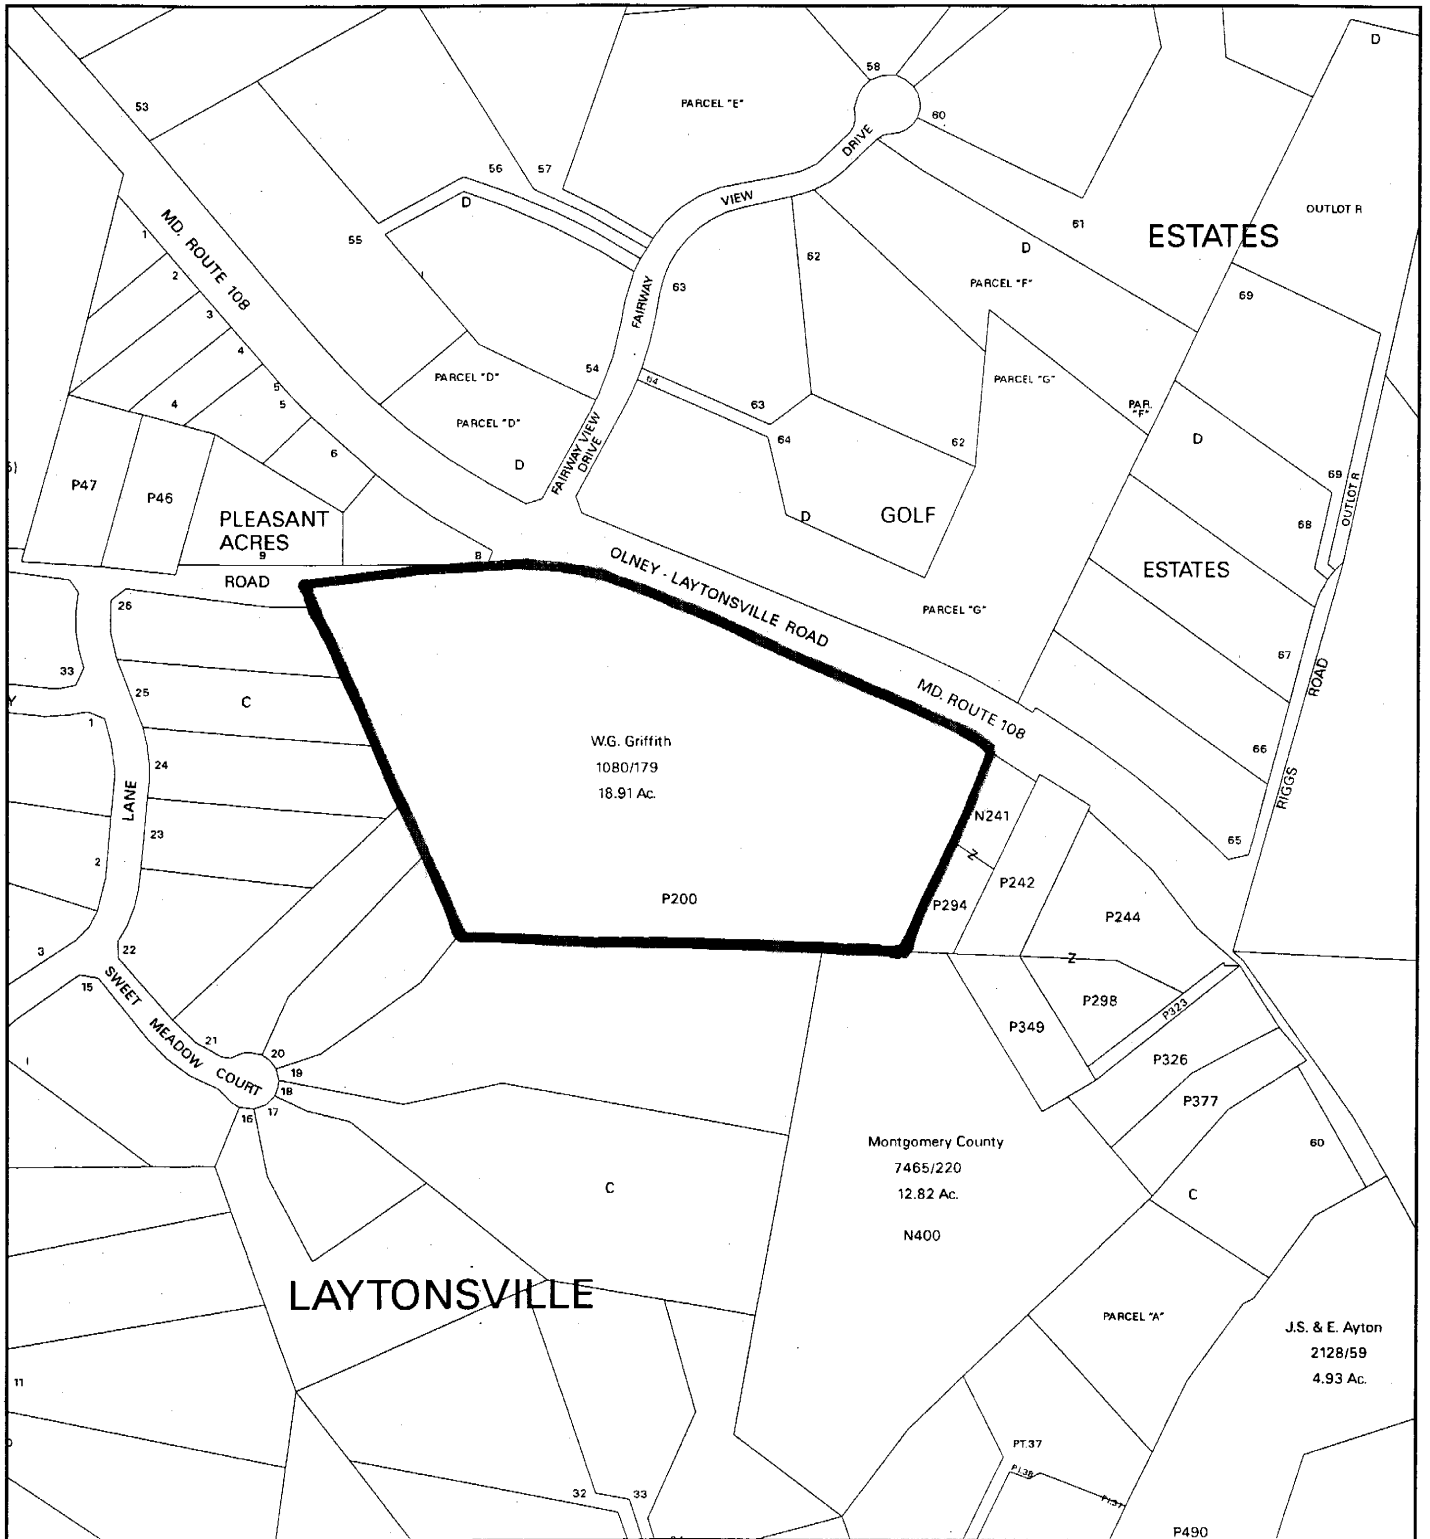 D
58
PARCEL "E"
53
60
DRIVE
56
57
VIEW
D
OUTLOT R
MD. ROUTE 108
1
55
61
ESTATES
D
62
2
PARCEL "F"
63
FAIRWAY
69
3
4
54
PARCEL "D"
64
PARCEL "G"
5
4
5
63
PAR.
"F"
PARCEL "D"
FAIRWAY VIEW
DRIVE
64
62
D
6
D
69
P47
P46
OUTLOT R
D
GOLF
68
PLEASANT
ACRES
9
8
OLNEY - LAYTONSVILLE ROAD
ESTATES
ROAD
26
PARCEL "G"
33
67
ROAD
25
C
MD. ROUTE 108
Y
1
W.G. Griffith
1080/179
18.91 Ac.
66
24
LANE
RIGGS
N241
23
65
2
Z
P242
P200
P294
P244
3
22
Z
15
SWEET MEADOW COURT
P298
P323
P349
21
20
19
18
17
16
P326
P377
Montgomery County
7465/220
12.82 Ac.
N400
60
C
C
LAYTONSVILLE
PARCEL "A"
J.S. & E. Ayton
2128/59
4.93 Ac.
11
PT.37
PT.38
PT.37
32
33
P490